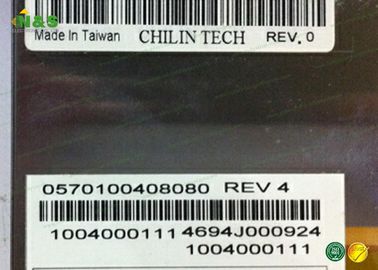 Made In Taiwan CHILIN TECH REV. 0
0570100408080 REV 4
1004000111 4694J000924
1004000111